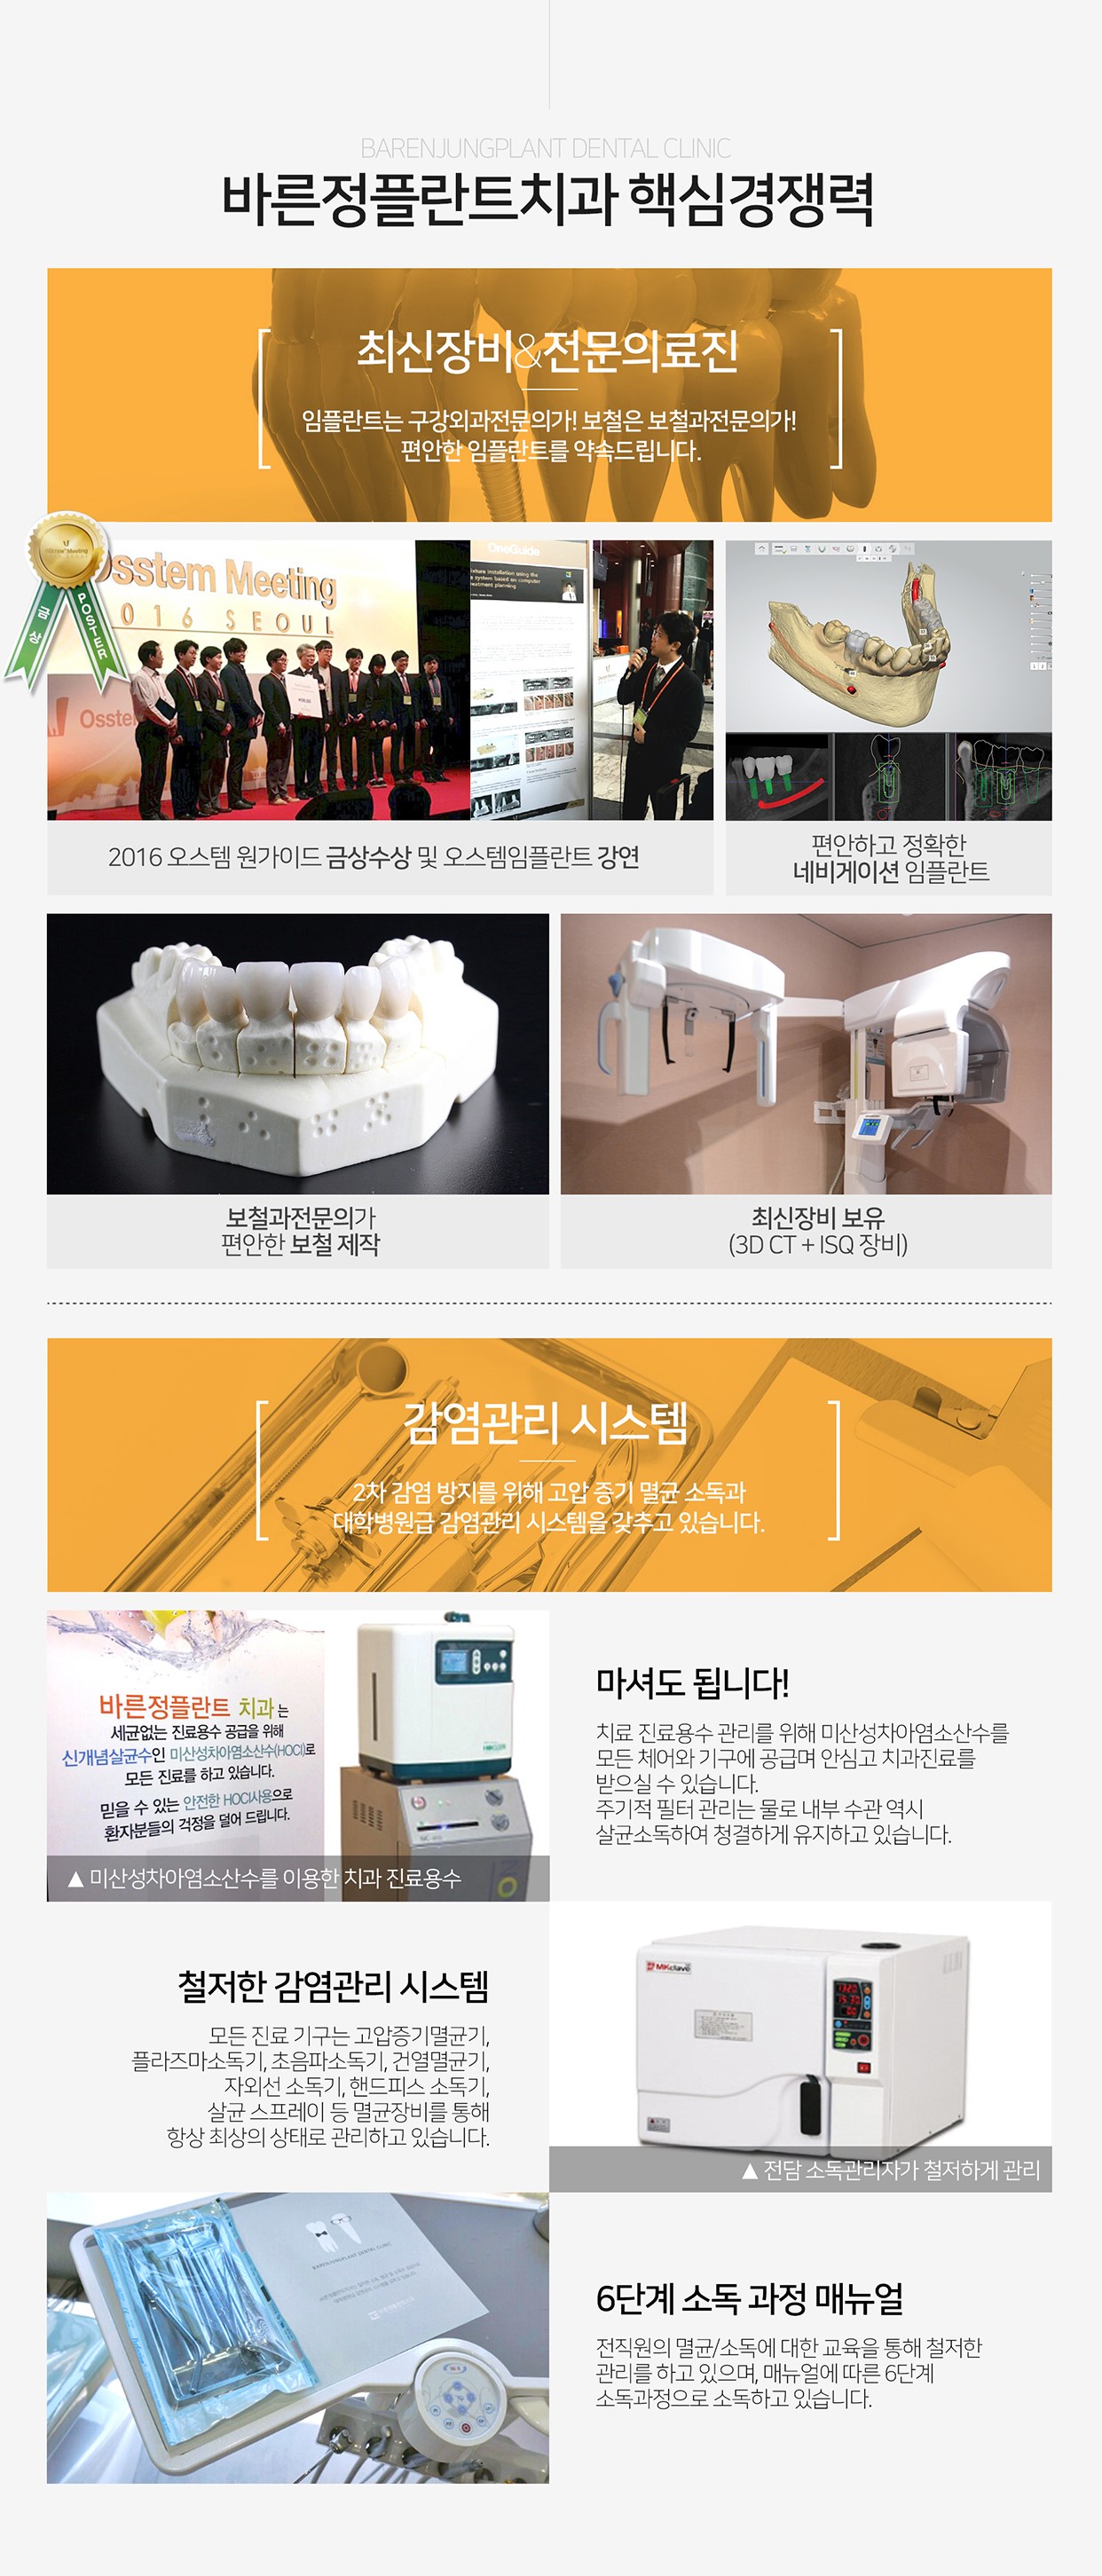 BARENJUNGPLANT DENTAL CLINIC
바른정플란트치과 핵심경쟁력
최신장비&전문의료진
임플란트는 구강외과전문의가! 보철은 보철과전문의가!
편안한 임플란트를 약속드립니다.
금상
POSTER
Osstem Meeting
2016 SEOUL
Osstem
OneGuide
2016 오스템 원가이드 금상수상 및 오스템임플란트 강연
편안하고 정확한
네비게이션 임플란트
보철과전문의가
편안한 보철 제작
최신장비 보유
(3D CT + ISQ 장비)
감염관리 시스템
2차 감염 방지를 위해 고압 증기 멸균 소독과
대학병원급 감염관리 시스템을 갖추고 있습니다.
바른정플란트 치과는
세균없는 진료용수 공급을 위해
신개념살균수인 미산성차아염소산수(HOCl)로
모든 진료를 하고 있습니다.
믿을 수 있는 안전한 HOCl사용으로
환자분들의 걱정을 덜어 드립니다.
▲ 미산성차아염소산수를 이용한 치과 진료용수
마셔도 됩니다!
치료 진료용수 관리를 위해 미산성차아염소산수를
모든 체어와 기구에 공급며 안심고 치과진료를
받으실 수 있습니다.
주기적 필터 관리는 물로 내부 수관 역시
살균소독하여 청결하게 유지하고 있습니다.
철저한 감염관리 시스템
모든 진료 기구는 고압증기멸균기,
플라즈마소독기, 초음파소독기, 건열멸균기,
자외선 소독기, 핸드피스 소독기,
살균 스프레이 등 멸균장비를 통해
항상 최상의 상태로 관리하고 있습니다.
MKclave
▲ 전담 소독관리자가 철저하게 관리
BARENJUNGPLANT DENTAL CLINIC
6단계 소독 과정 매뉴얼
전직원의 멸균/소독에 대한 교육을 통해 철저한
관리를 하고 있으며, 매뉴얼에 따른 6단계
소독과정으로 소독하고 있습니다.